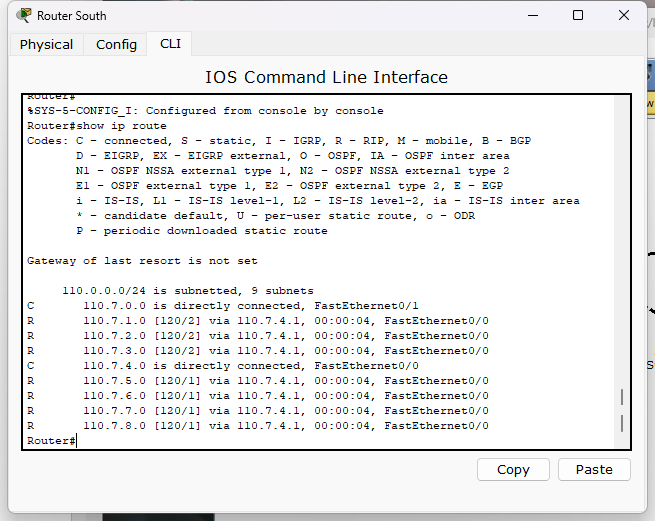 Router South
Physical Config CLI
IOS Command Line Interface
Router#
%SYS-5-CONFIG_I: Configured from console by console
Router#show ip route
Codes: C - connected, S - static, I - IGRP, R - RIP, M - mobile, B - BGP
       D - EIGRP, EX - EIGRP external, O - OSPF, IA - OSPF inter area
       N1 - OSPF NSSA external type 1, N2 - OSPF NSSA external type 2
       E1 - OSPF external type 1, E2 - OSPF external type 2, E - EGP
       i - IS-IS, L1 - IS-IS level-1, L2 - IS-IS level-2, ia - IS-IS inter area
       * - candidate default, U - per-user static route, o - ODR
       P - periodic downloaded static route
Gateway of last resort is not set
     110.0.0.0/24 is subnetted, 9 subnets
C       110.7.0.0 is directly connected, FastEthernet0/1
R       110.7.1.0 [120/2] via 110.7.4.1, 00:00:04, FastEthernet0/0
R       110.7.2.0 [120/2] via 110.7.4.1, 00:00:04, FastEthernet0/0
R       110.7.3.0 [120/2] via 110.7.4.1, 00:00:04, FastEthernet0/0
C       110.7.4.0 is directly connected, FastEthernet0/0
R       110.7.5.0 [120/1] via 110.7.4.1, 00:00:04, FastEthernet0/0
R       110.7.6.0 [120/1] via 110.7.4.1, 00:00:04, FastEthernet0/0
R       110.7.7.0 [120/1] via 110.7.4.1, 00:00:04, FastEthernet0/0
R       110.7.8.0 [120/1] via 110.7.4.1, 00:00:04, FastEthernet0/0
Router#
Copy Paste